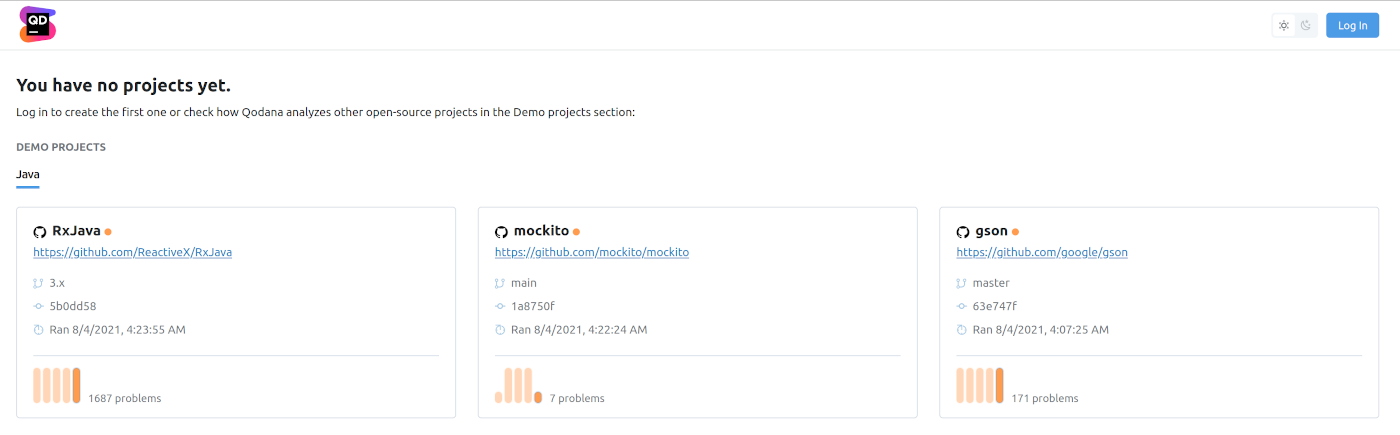 QD
Log In
You have no projects yet.
Log in to create the first one or check how Qodana analyzes other open-source projects in the Demo projects section:
DEMO PROJECTS
Java
RxJava
https://github.com/ReactiveX/RxJava
3.x
5b0dd58
Ran 8/4/2021, 4:23:55 AM
1687 problems
mockito
https://github.com/mockito/mockito
main
1a8750f
Ran 8/4/2021, 4:22:24 AM
7 problems
gson
https://github.com/google/gson
master
63e747f
Ran 8/4/2021, 4:07:25 AM
171 problems